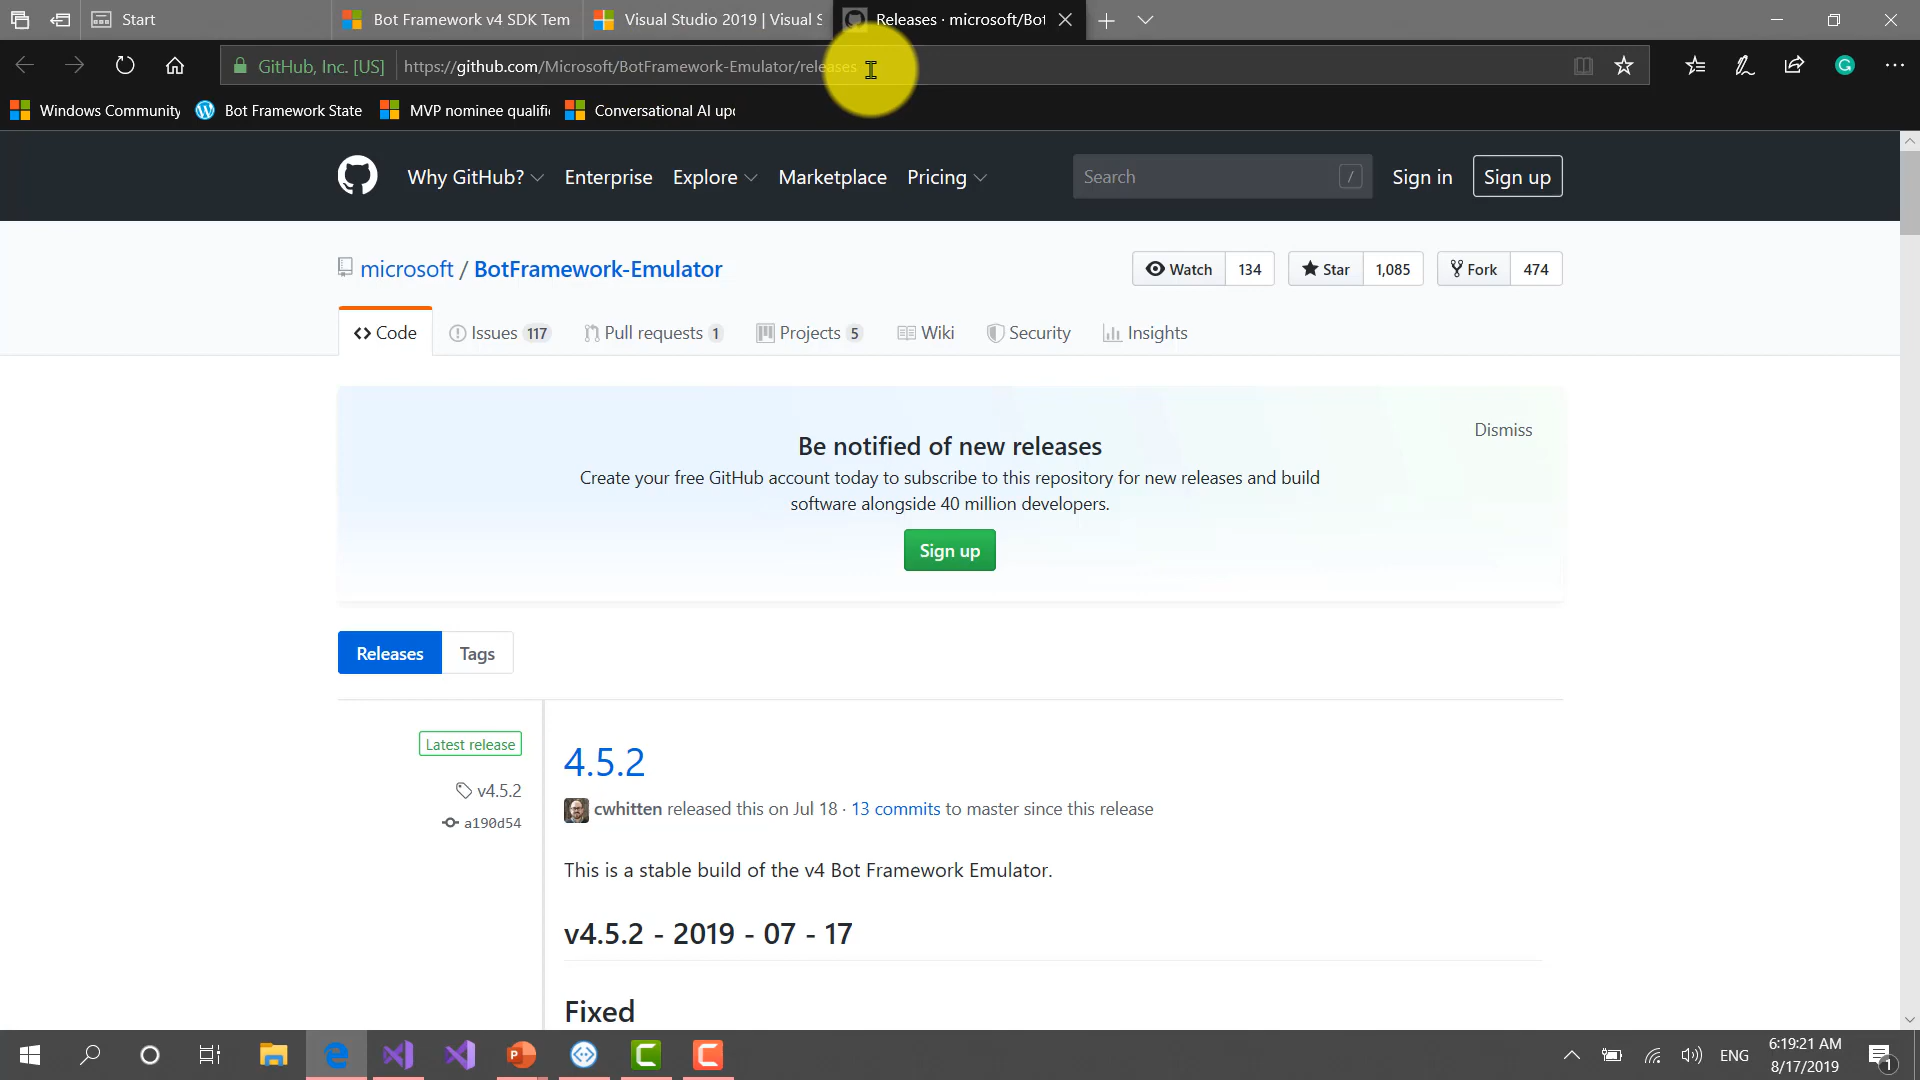 Start
Bot Framework v4 SDK Tem
Visual Studio 2019 | Visual S
Releases · microsoft/Bot
GitHub, Inc. [US]
https://github.com/Microsoft/BotFramework-Emulator/releases
G
Windows Community
Bot Framework State
MVP nominee qualifi
Conversational AI upd
Why GitHub?
Enterprise
Explore
Marketplace
Pricing
Search
/
Sign in
Sign up
microsoft / BotFramework-Emulator
Watch 134
Star 1,085
Fork 474
Code
Issues 117
Pull requests 1
Projects 5
Wiki
Security
Insights
Dismiss
Be notified of new releases
Create your free GitHub account today to subscribe to this repository for new releases and build
software alongside 40 million developers.
Sign up
Releases
Tags
Latest release
v4.5.2
a190d54
4.5.2
cwhitten released this on Jul 18 · 13 commits to master since this release
This is a stable build of the v4 Bot Framework Emulator.
v4.5.2 - 2019 - 07 - 17
Fixed
ENG
6:19:21 AM
8/17/2019
1